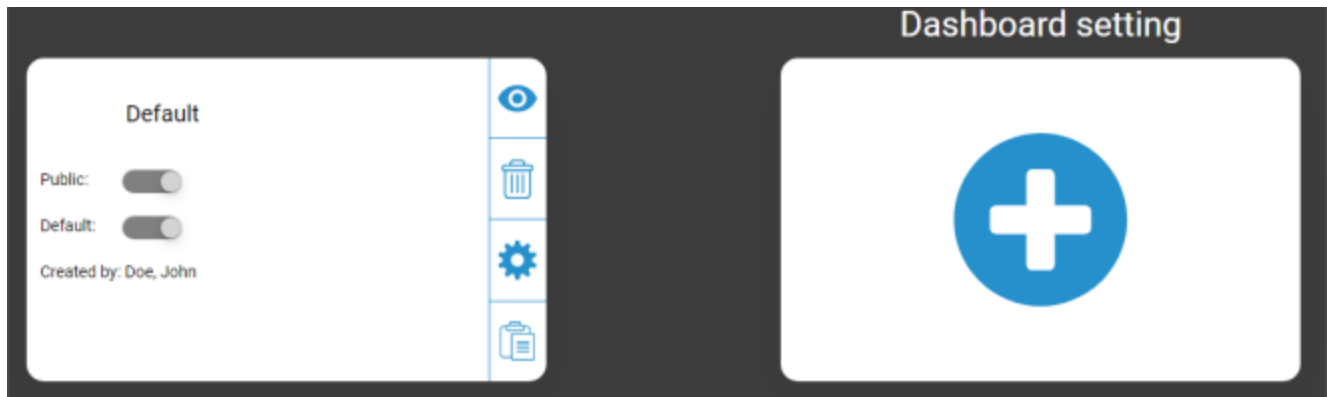 Dashboard setting
Default
Public:
Default:
Created by: Doe, John